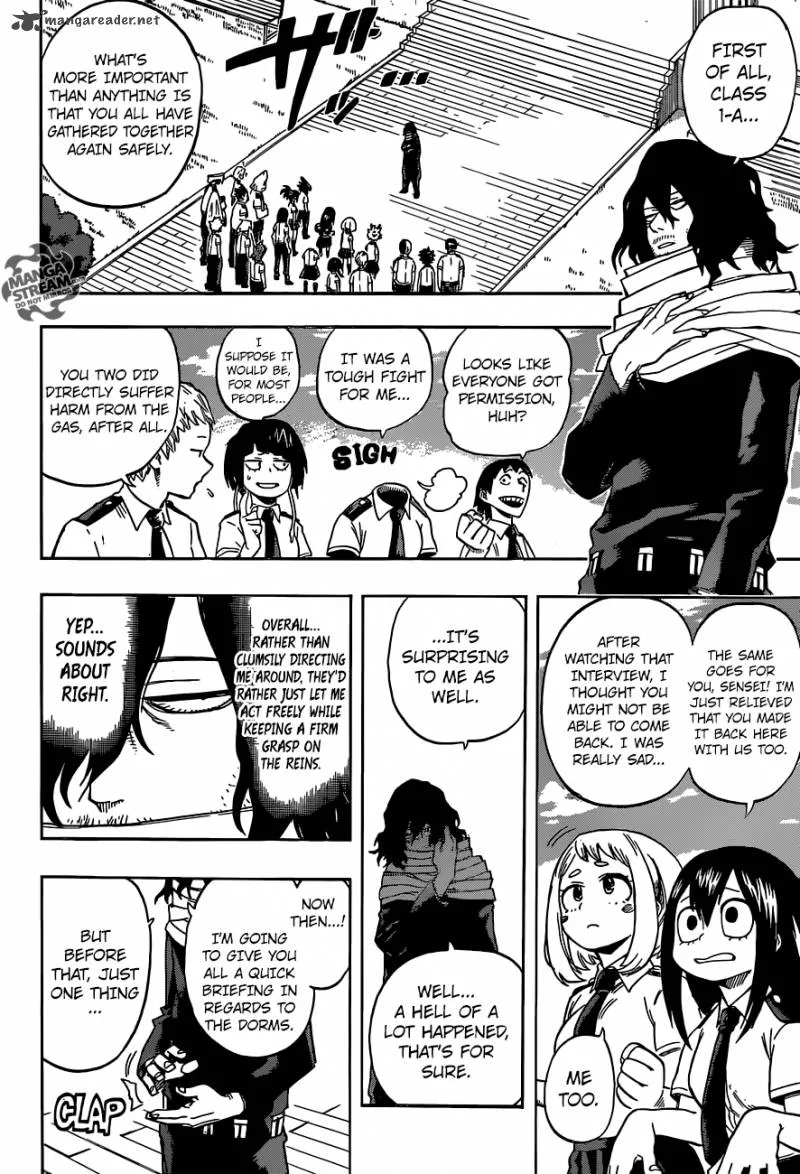 mangareader.net
FIRST
OF ALL,
CLASS
1-A...
WHAT'S
MORE IMPORTANT
THAN ANYTHING IS
THAT YOU ALL HAVE
GATHERED TOGETHER
AGAIN SAFELY.
ザッ
MANGA
STREAM
DO NOT MIRROR
LOOKS LIKE
EVERYONE GOT
PERMISSION,
HUH?
IT WAS A
TOUGH FIGHT
FOR ME...
SIGH
I
SUPPOSE IT
WOULD BE,
FOR MOST
PEOPLE...
YOU TWO DID
DIRECTLY SUFFER
HARM FROM THE
GAS, AFTER ALL.
THE SAME
GOES FOR
YOU, SENSEI! I'M
JUST RELIEVED
THAT YOU MADE
IT BACK HERE
WITH US TOO.
AFTER
WATCHING THAT
INTERVIEW, I
THOUGHT YOU
MIGHT NOT BE
ABLE TO COME
BACK. I WAS
REALLY SAD...
ME
TOO.
...IT'S
SURPRISING
TO ME AS
WELL.
WELL...
A HELL OF A
LOT HAPPENED,
THAT'S FOR
SURE.
OVERALL...
RATHER THAN
CLUMSILY DIRECTING
ME AROUND, THEY'D
RATHER JUST LET ME
ACT FREELY WHILE
KEEPING A FIRM
GRASP ON
THE REINS.
YEP...
SOUNDS
ABOUT
RIGHT.
NOW
THEN...!
I'M GOING
TO GIVE YOU
ALL A QUICK
BRIEFING IN
REGARDS TO
THE DORMS.
BUT
BEFORE
THAT, JUST
ONE THING
...
CLAP